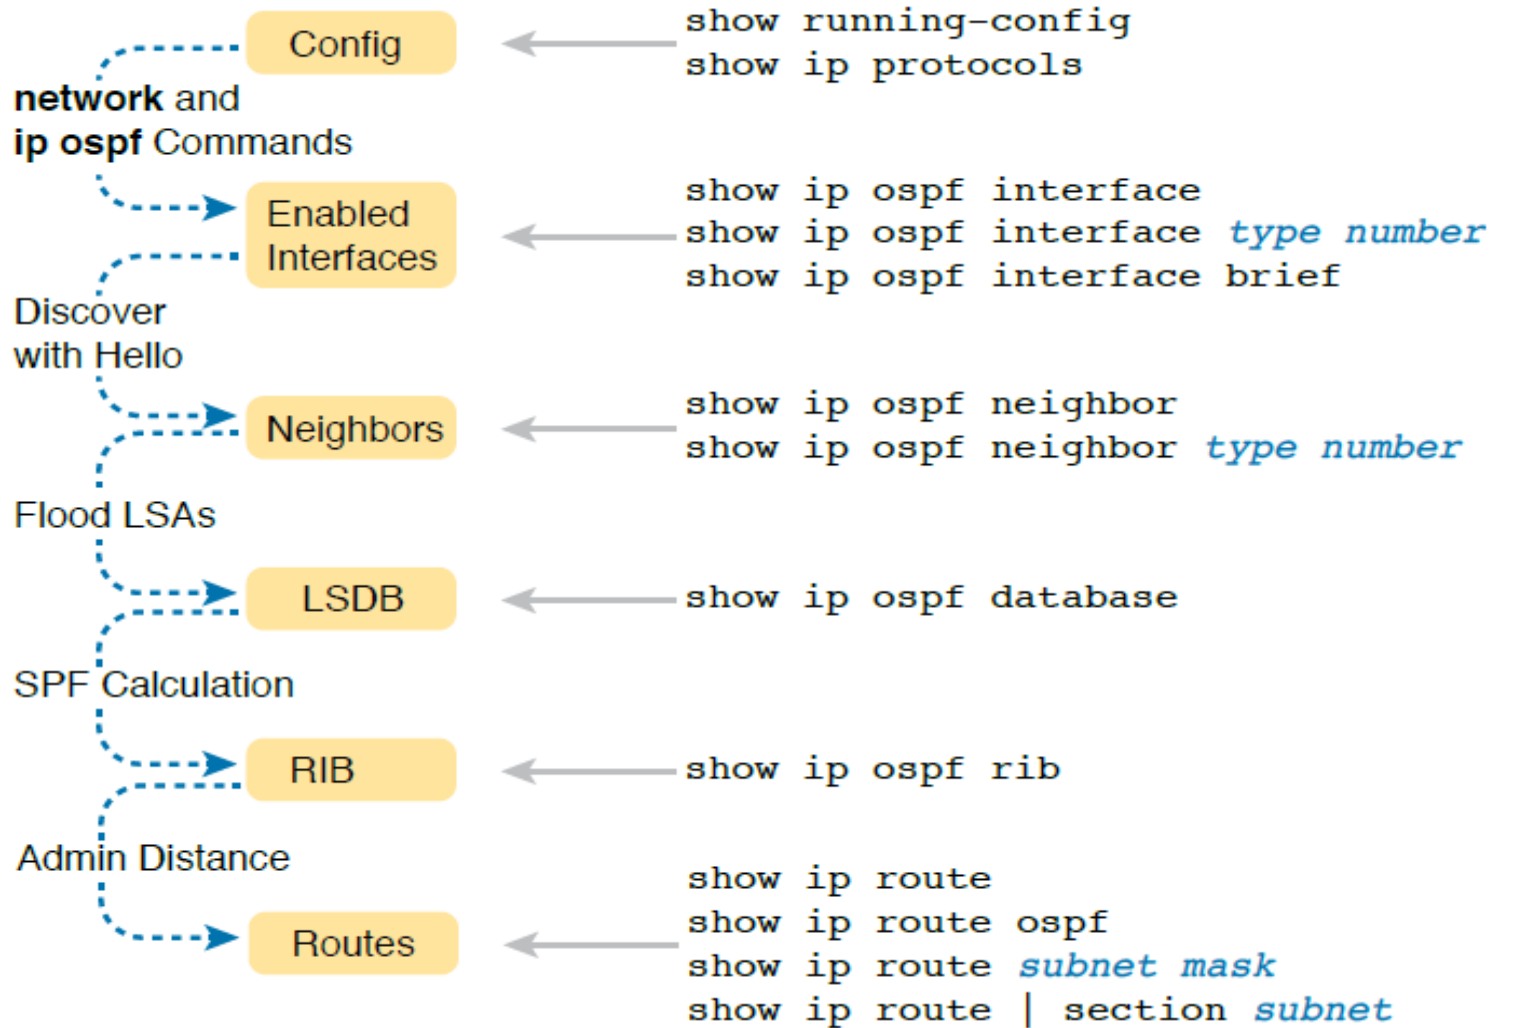 Config
show running-config
show ip protocols
network and
ip ospf Commands
Enabled
Interfaces
show ip ospf interface
show ip ospf interface type number
show ip ospf interface brief
Discover
with Hello
Neighbors
show ip ospf neighbor
show ip ospf neighbor type number
Flood LSAs
LSDB
show ip ospf database
SPF Calculation
RIB
show ip ospf rib
Admin Distance
Routes
show ip route
show ip route ospf
show ip route subnet mask
show ip route | section subnet